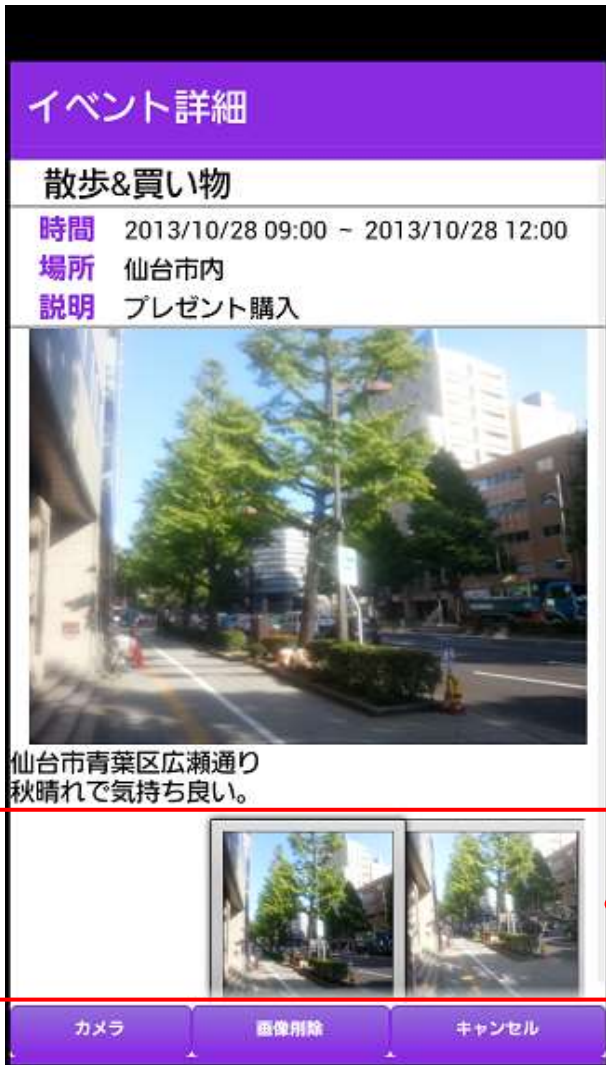 イベント詳細
散歩&買い物
時間 2013/10/28 09:00 ~ 2013/10/28 12:00
場所 仙台市内
説明 プレゼント購入
仙台市青葉区広瀬通り
秋晴れで気持ち良い。
カメラ 画像削除 キャンセル